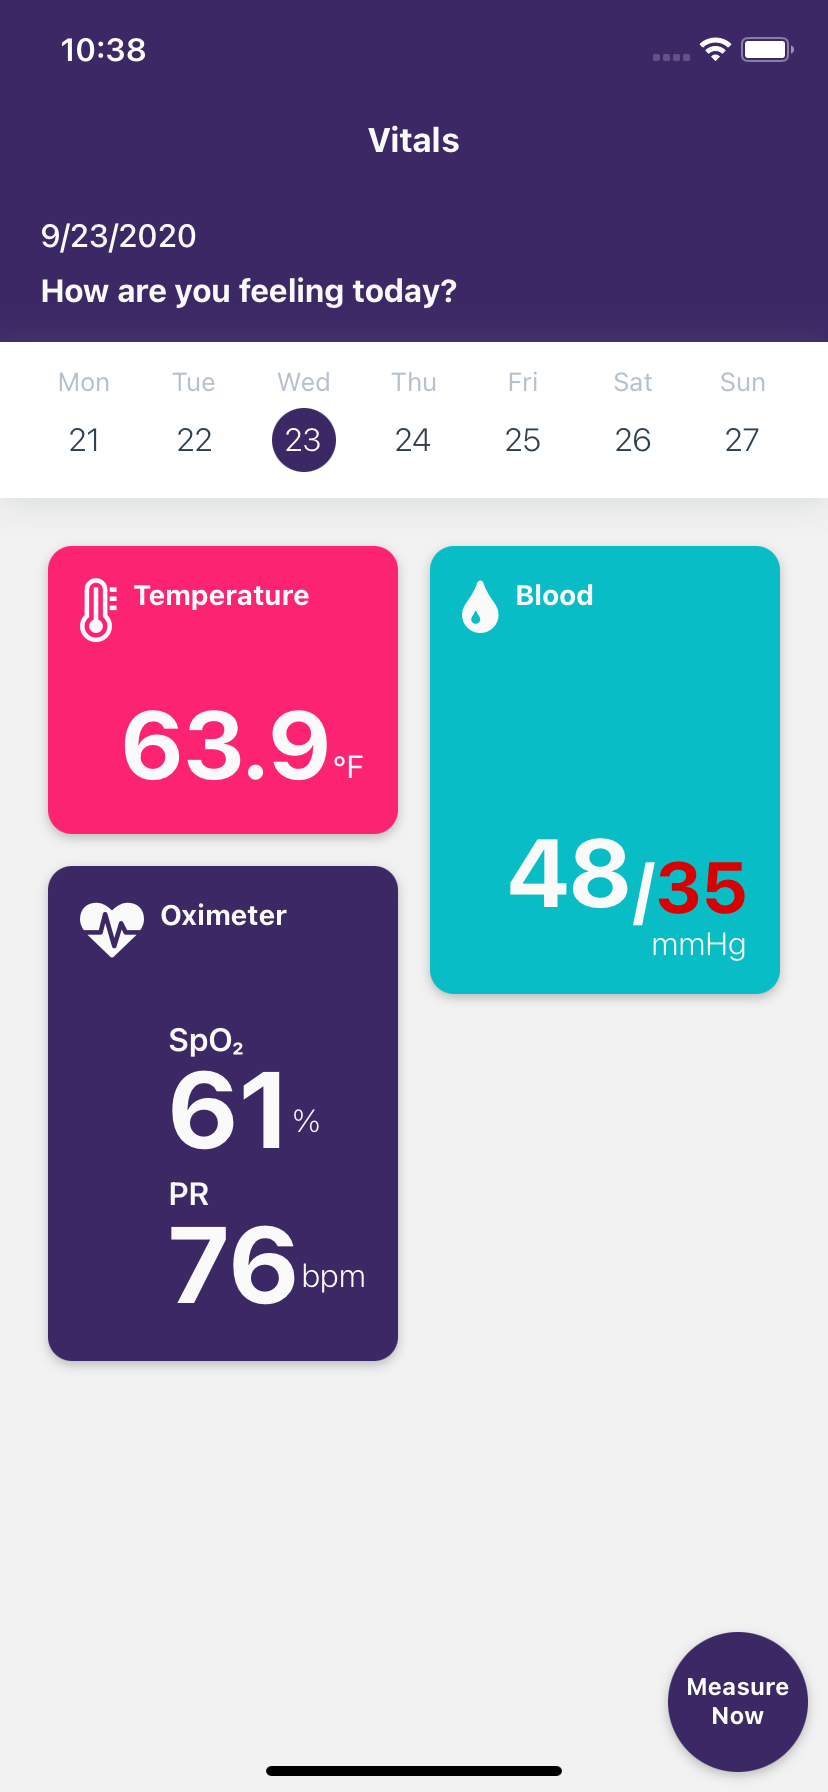 10:38
Vitals
9/23/2020
How are you feeling today?
Mon Tue Wed Thu Fri Sat Sun
21 22 23 24 25 26 27
Temperature
63.9 °F
Blood
48/35
mmHg
Oximeter
SpO₂
61 %
PR
76 bpm
Measure
Now